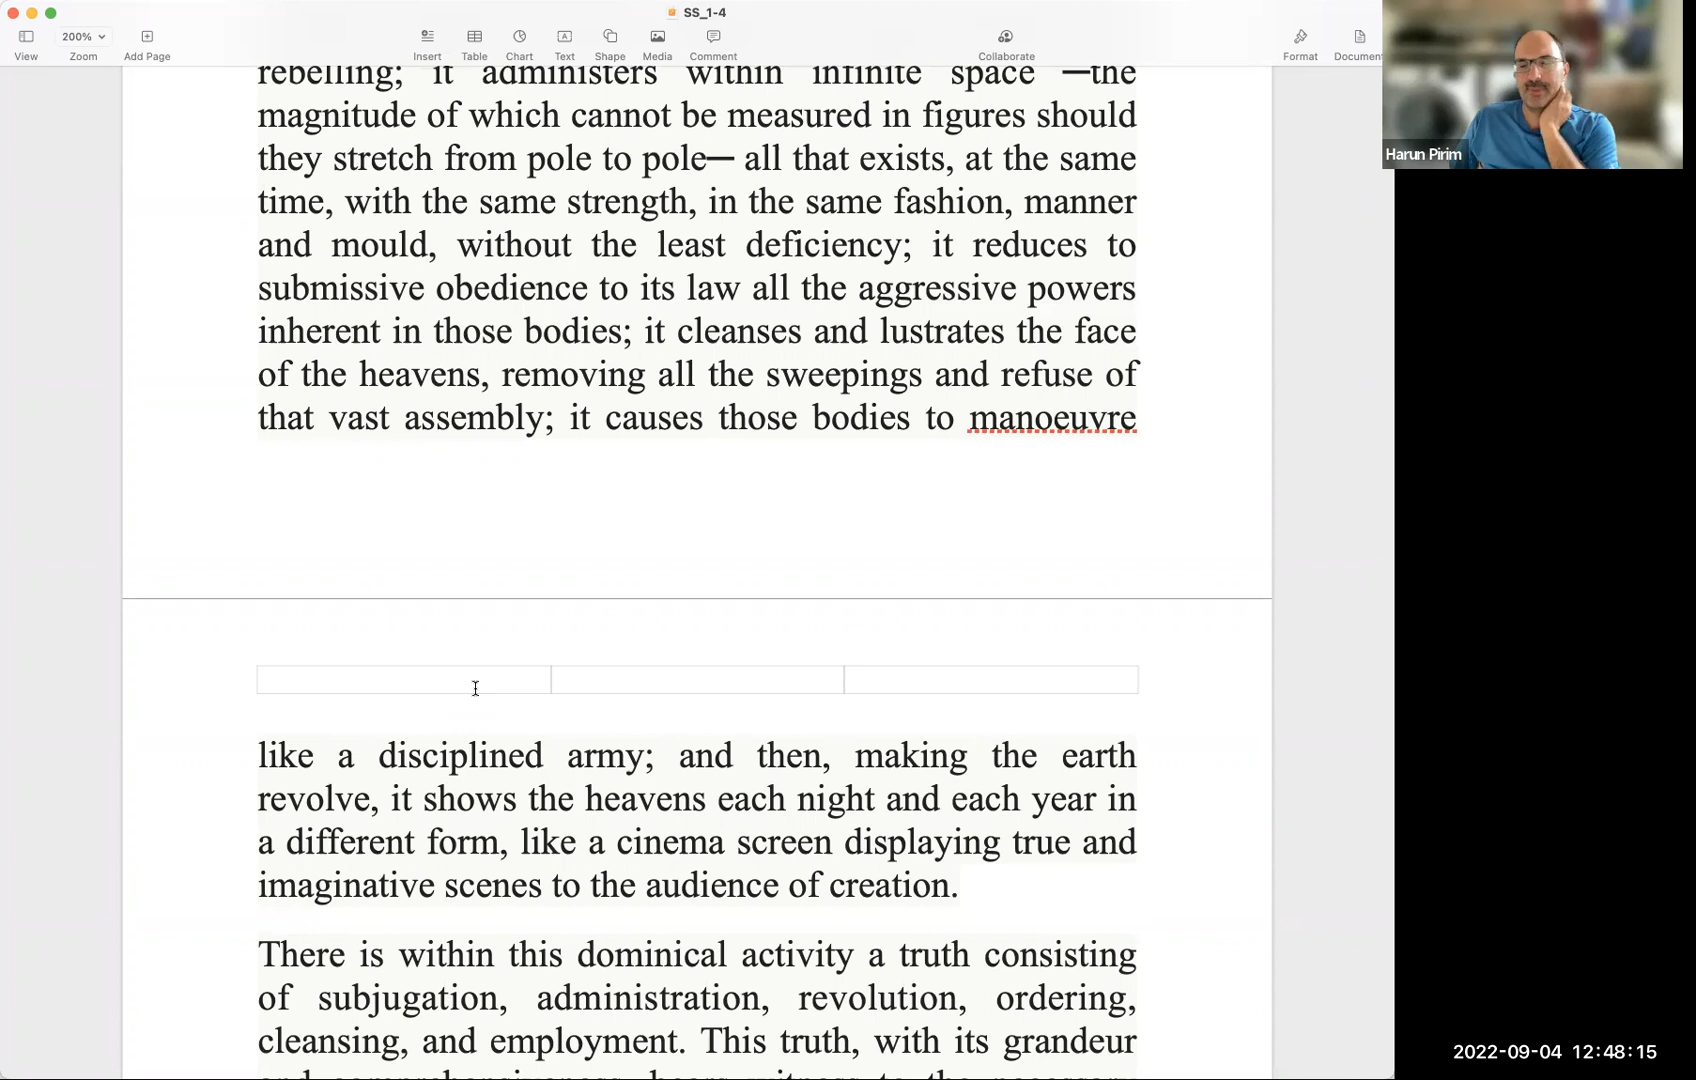 SS_1-4
200%
View Zoom Add Page Insert Table Chart Text Shape Media Comment Collaborate Format Documen
Harun Pirim
rebelling; it administers within infinite space —the
magnitude of which cannot be measured in figures should
they stretch from pole to pole— all that exists, at the same
time, with the same strength, in the same fashion, manner
and mould, without the least deficiency; it reduces to
submissive obedience to its law all the aggressive powers
inherent in those bodies; it cleanses and lustrates the face
of the heavens, removing all the sweepings and refuse of
that vast assembly; it causes those bodies to manoeuvre
like a disciplined army; and then, making the earth
revolve, it shows the heavens each night and each year in
a different form, like a cinema screen displaying true and
imaginative scenes to the audience of creation.
There is within this dominical activity a truth consisting
of subjugation, administration, revolution, ordering,
cleansing, and employment. This truth, with its grandeur
and comprehensiveness, bears witness to the necessary
2022-09-04 12:48:15